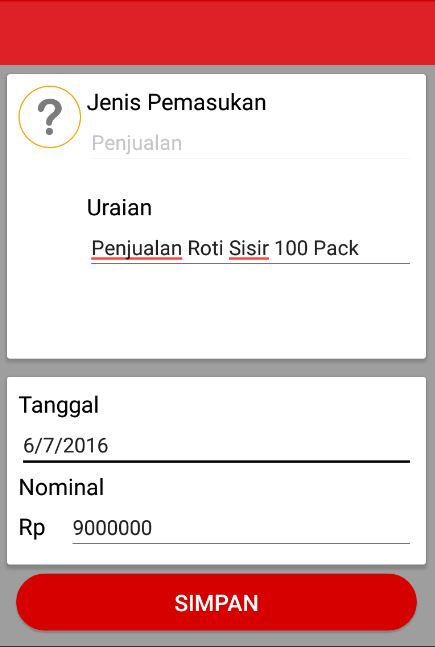 ?
Jenis Pemasukan
Penjualan
Uraian
Penjualan Roti Sisir 100 Pack
Tanggal
6/7/2016
Nominal
Rp 9000000
SIMPAN